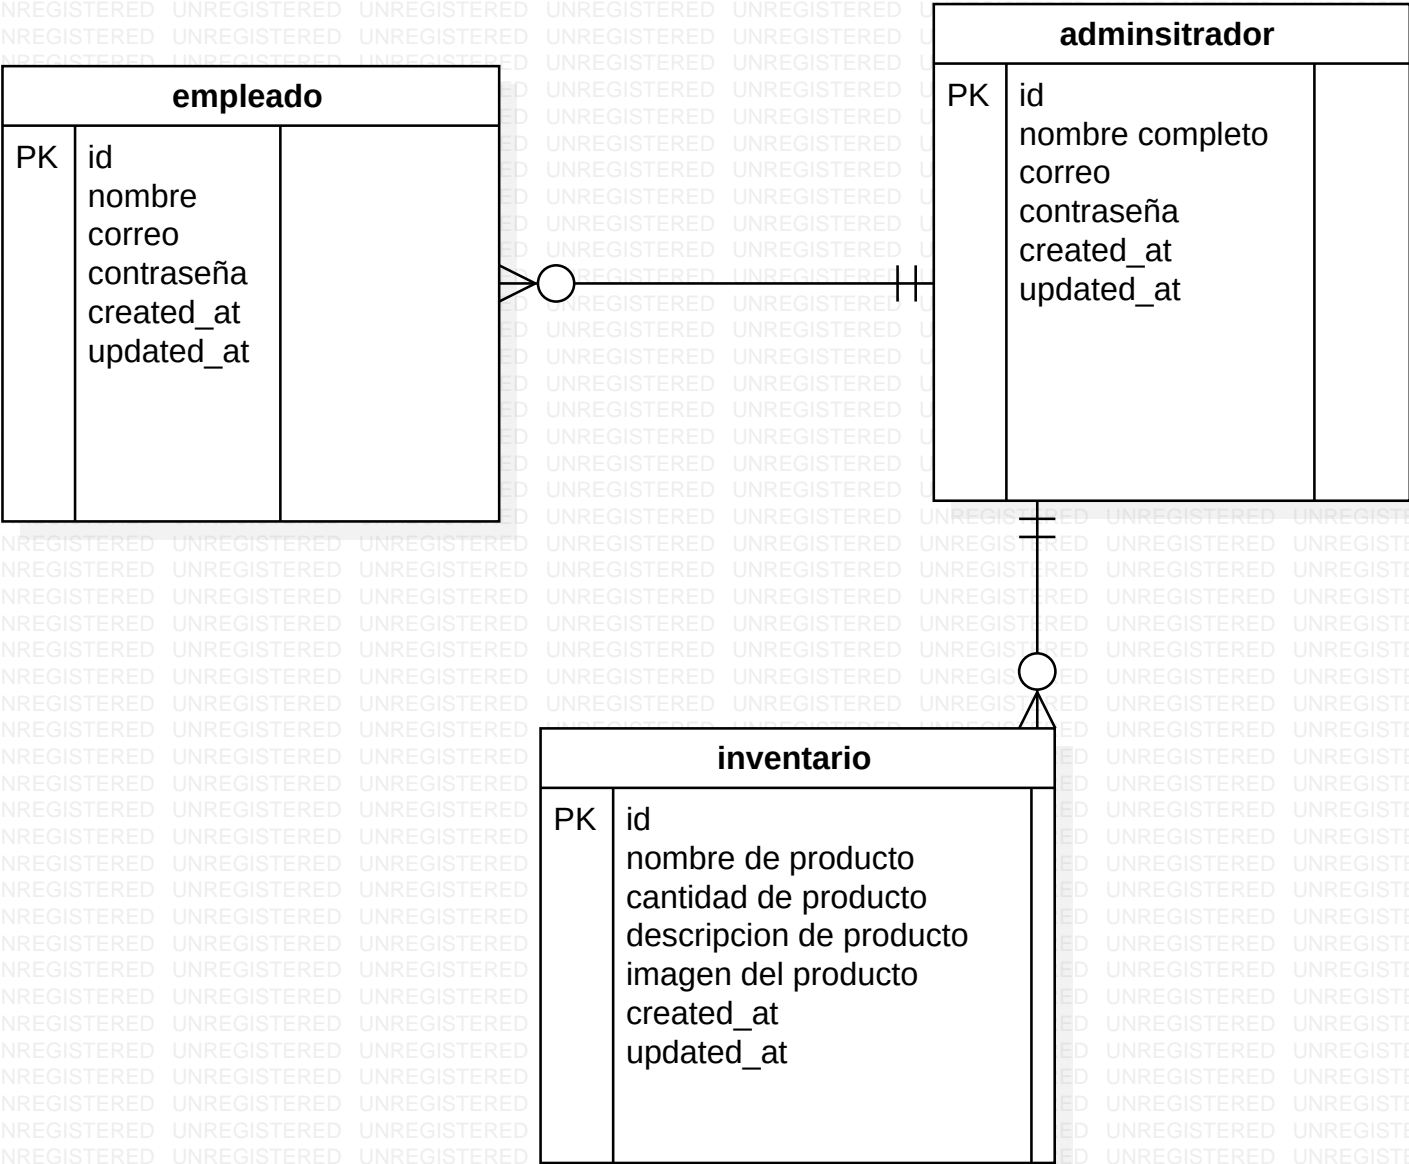 empleado
PK id
nombre
correo
contraseña
created_at
updated_at
adminsitrador
PK id
nombre completo
correo
contraseña
created_at
updated_at
inventario
PK id
nombre de producto
cantidad de producto
descripcion de producto
imagen del producto
created_at
updated_at
UNREGISTERED